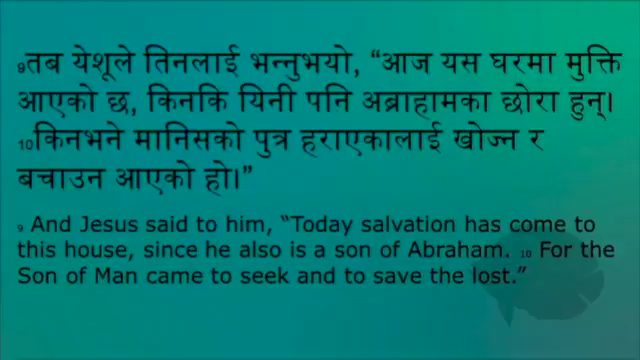 9तब येशूले तिनलाई भन्नुभयो, “आज यस घरमा मुक्ति
आएको छ, किनकि यिनी पनि अब्राहामका छोरा हुन्।
10किनभने मानिसको पुत्र हराएकालाई खोज्न र
बचाउन आएको हो।”
9 And Jesus said to him, “Today salvation has come to
this house, since he also is a son of Abraham. 10 For the
Son of Man came to seek and to save the lost.”